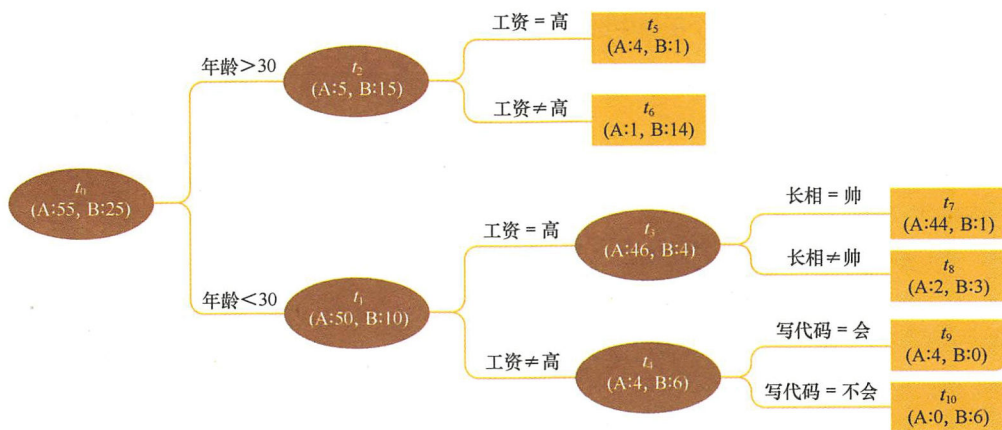 工资 = 高
t₅
(A:4, B:1)
年龄>30
t₂
(A:5, B:15)
工资≠高
t₆
(A:1, B:14)
t₀
(A:55, B:25)
长相 = 帅
t₇
(A:44, B:1)
工资 = 高
t₃
(A:46, B:4)
长相≠帅
t₈
(A:2, B:3)
年龄<30
t₁
(A:50, B:10)
写代码 = 会
t₉
(A:4, B:0)
工资≠高
t₄
(A:4, B:6)
写代码 = 不会
t₁₀
(A:0, B:6)